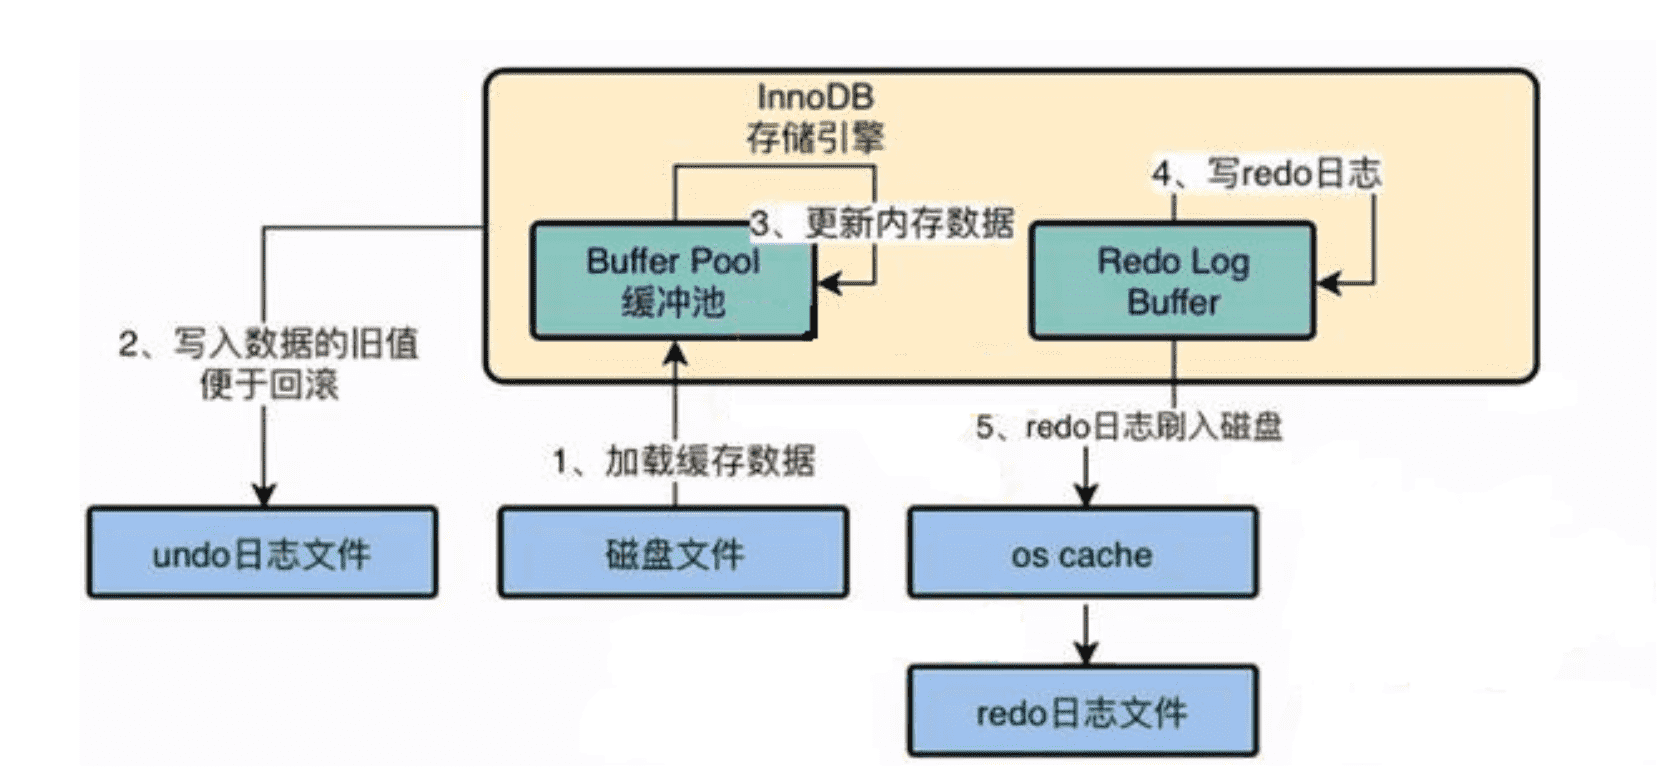 InnoDB
存储引擎
4、写redo日志
3、更新内存数据
Buffer Pool
缓冲池
Redo Log
Buffer
2、写入数据的旧值
便于回滚
5、redo日志刷入磁盘
1、加载缓存数据
undo日志文件
磁盘文件
os cache
redo日志文件